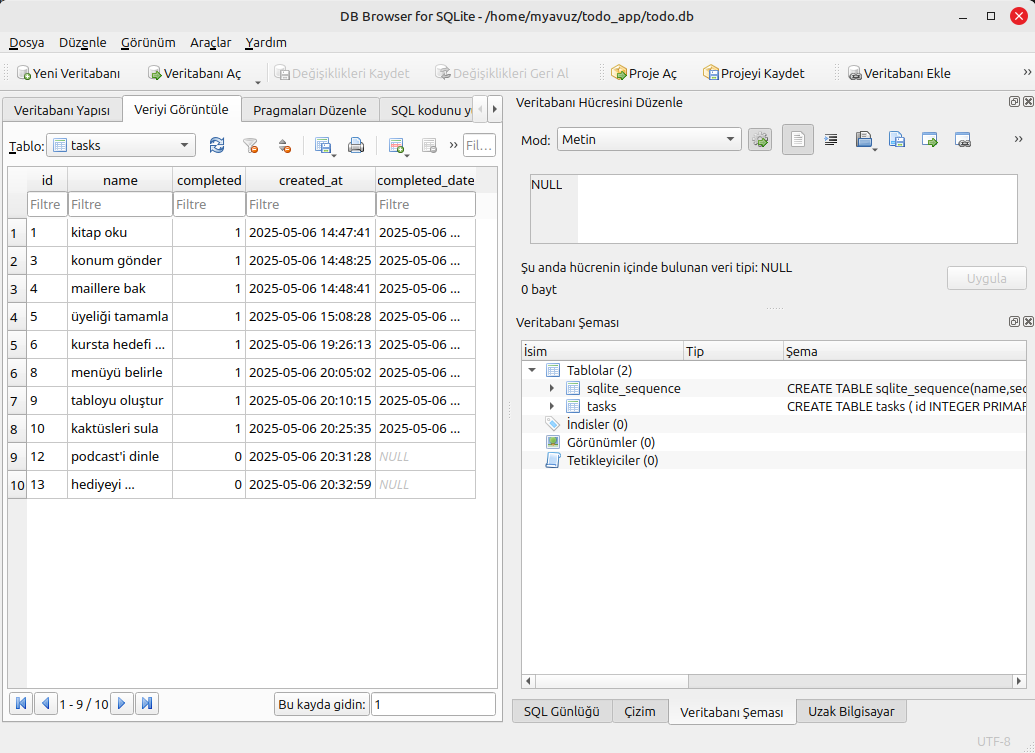 DB Browser for SQLite - /home/myavuz/todo_app/todo.db
Dosya Düzenle Görünüm Araçlar Yardım
Yeni Veritabanı Veritabanı Aç Değişiklikleri Kaydet Değişiklikleri Geri Al Proje Aç Projeyi Kaydet Veritabanı Ekle »
Veritabanı Yapısı Veriyi Görüntüle Pragmaları Düzenle SQL kodunu yü
Tablo: tasks » Fil...
id name completed created_at completed_date
Filtre Filtre Filtre Filtre Filtre
1 1 kitap oku 1 2025-05-06 14:47:41 2025-05-06 ...
2 3 konum gönder 1 2025-05-06 14:48:25 2025-05-06 ...
3 4 maillere bak 1 2025-05-06 14:48:41 2025-05-06 ...
4 5 üyeliği tamamla 1 2025-05-06 15:08:28 2025-05-06 ...
5 6 kursta hedefi ... 1 2025-05-06 19:26:13 2025-05-06 ...
6 8 menüyü belirle 1 2025-05-06 20:05:02 2025-05-06 ...
7 9 tabloyu oluştur 1 2025-05-06 20:10:15 2025-05-06 ...
8 10 kaktüsleri sula 1 2025-05-06 20:25:35 2025-05-06 ...
9 12 podcast'i dinle 0 2025-05-06 20:31:28 NULL
10 13 hediyeyi ... 0 2025-05-06 20:32:59 NULL
1 - 9 / 10 Bu kayda gidin: 1
Veritabanı Hücresini Düzenle
Mod: Metin »
NULL
Şu anda hücrenin içinde bulunan veri tipi: NULL
0 bayt
Uygula
Veritabanı Şeması
İsim Tip Şema
Tablolar (2)
sqlite_sequence CREATE TABLE sqlite_sequence(name,sec
tasks CREATE TABLE tasks ( id INTEGER PRIMAR
İndisler (0)
Görünümler (0)
Tetikleyiciler (0)
SQL Günlüğü Çizim Veritabanı Şeması Uzak Bilgisayar
UTF-8